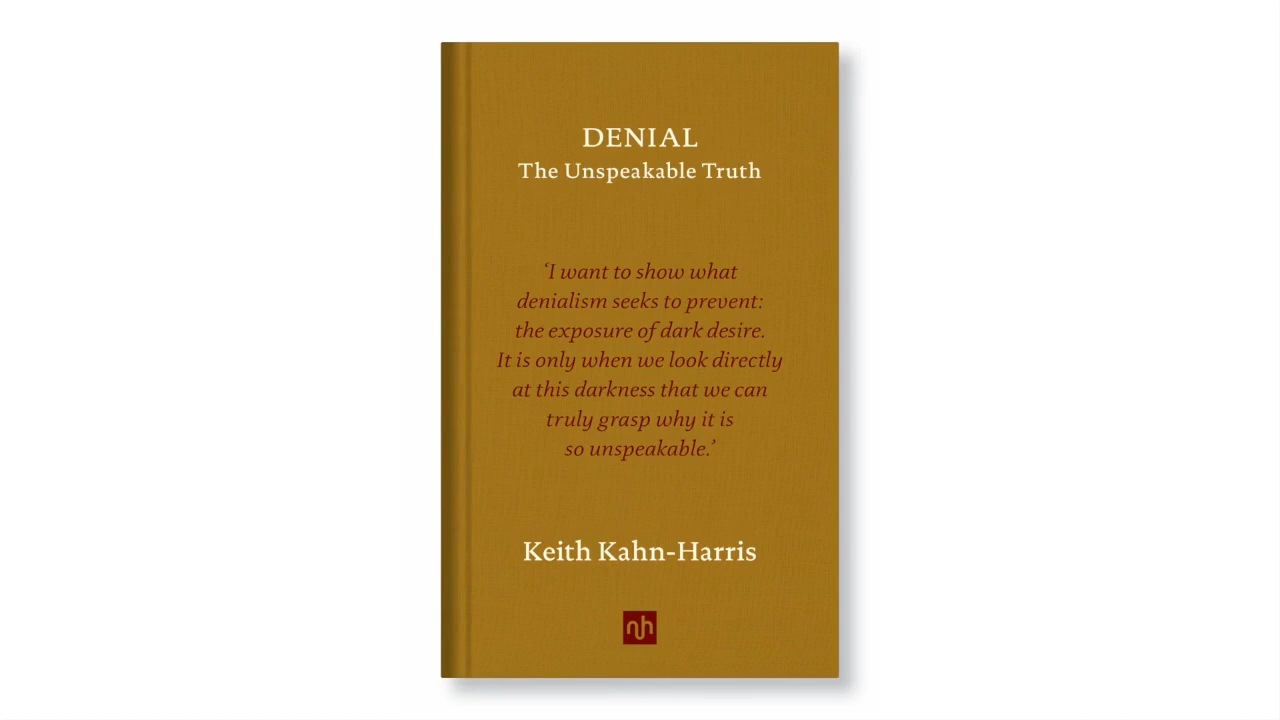 DENIAL
The Unspeakable Truth
‘I want to show what
denialism seeks to prevent:
the exposure of dark desire.
It is only when we look directly
at this darkness that we can
truly grasp why it is
so unspeakable.’
Keith Kahn-Harris
nh